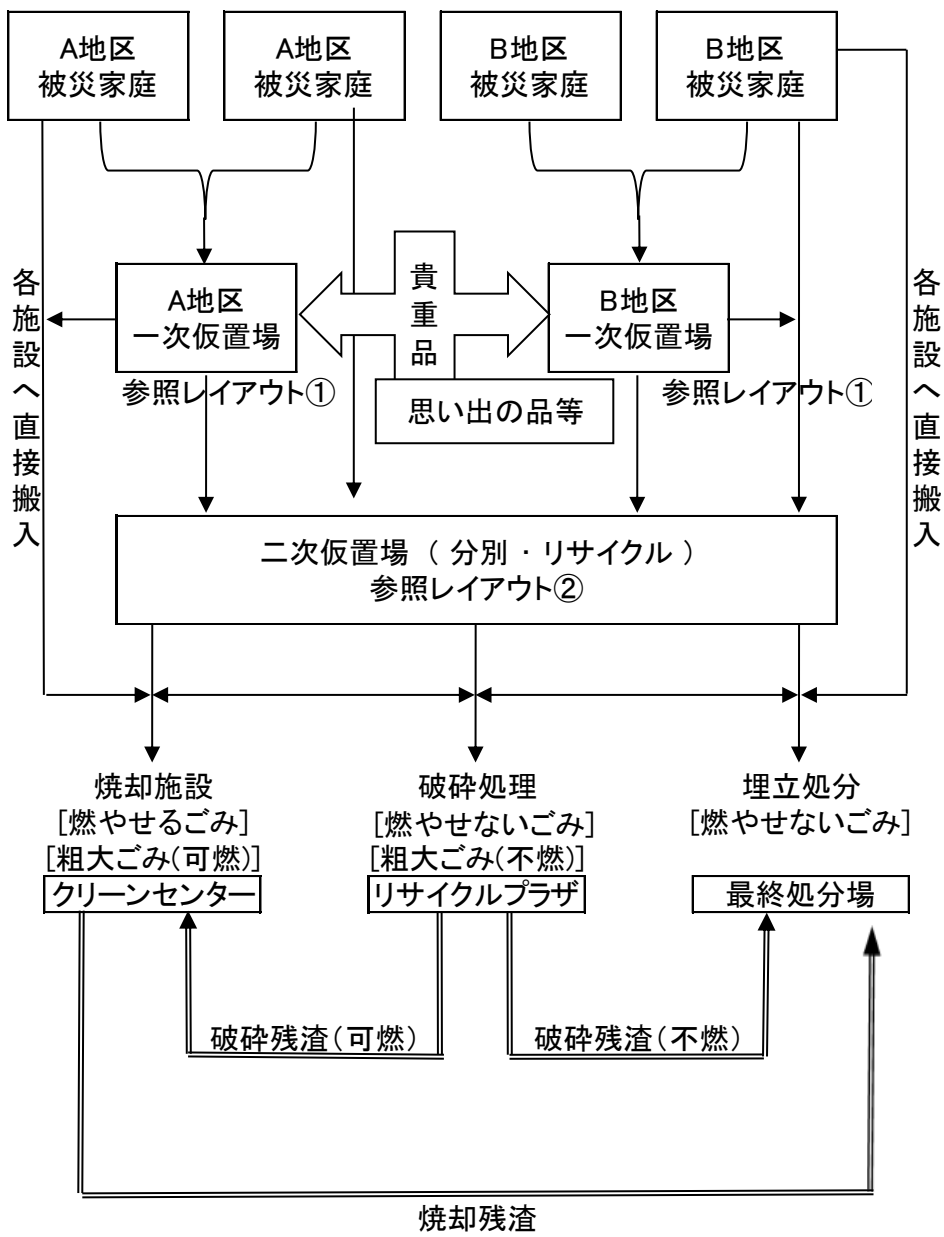 A地区
被災家庭
A地区
被災家庭
B地区
被災家庭
B地区
被災家庭
各施設へ直接搬入
A地区
一次仮置場
参照レイアウト①
貴重品
思い出の品等
B地区
一次仮置場
参照レイアウト①
各施設へ直接搬入
二次仮置場（分別・リサイクル）
参照レイアウト②
焼却施設
[燃やせるごみ]
[粗大ごみ(可燃)]
クリーンセンター
破砕処理
[燃やせないごみ]
[粗大ごみ(不燃)]
リサイクルプラザ
埋立処分
[燃やせないごみ]
最終処分場
破砕残渣(可燃)
破砕残渣(不燃)
焼却残渣